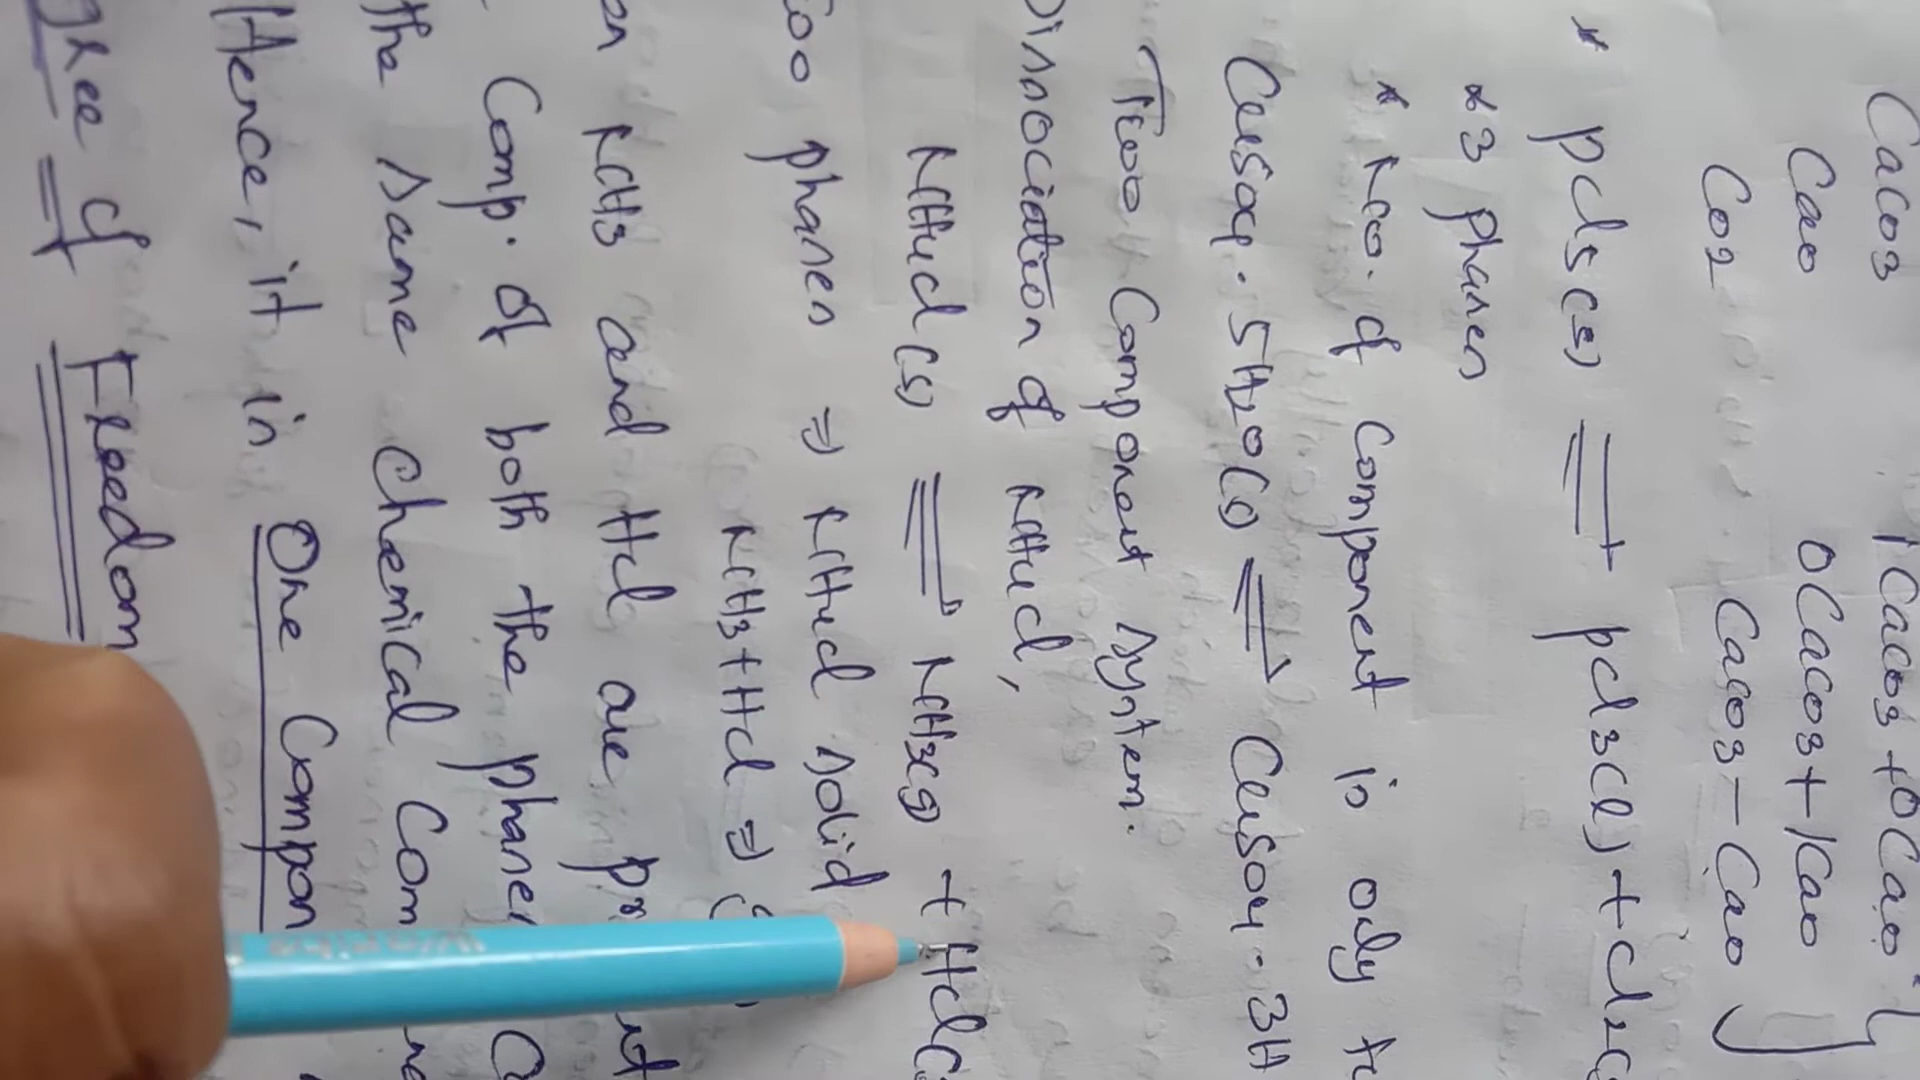 CaCO3 1CaCO3 + 0CaO
CaO 0CaCO3 + 1CaO
CO2 CaCO3 - CaO
* PCl5(s) ⇌ PCl3(l) + Cl2(
* 3 phases
* No. of Component is only
CuSO4 . 5H2O(s) ⇌ CuSO4 . 3H
Two Component system.
Dissociation of NH4Cl,
NH4Cl(s) ⇌ NH3(g) + HCl(
Two phases ⇒ NH4Cl solid
NH3 + HCl ⇒ (
en NH3 and HCl are
Comp. of both the phases
the same chemical Com
Hence, it is One Compon
gree of Freedom